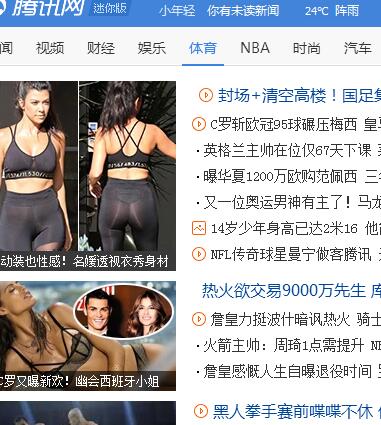 腾讯网 迷你版 小年轻 你有未读新闻 24℃ 阵雨
闻 视频 财经 娱乐 体育 NBA 时尚 汽车
封场+清空高楼！国足集
C罗斩欧冠95球碾压梅西 皇
英格兰主帅在位仅67天下课
曝华夏1200万欧购范佩西 三
又一位奥运男神有主了！马龙
14岁少年身高已达2米16 他
NFL传奇球星曼宁做客腾讯
动装也性感！名媛透视衣秀身材
热火欲交易9000万先生 库
詹皇力挺波什暗讽热火 骑士
火箭主帅：周琦1点需提升 N
詹皇感慨人生自曝退役时间
C罗又曝新欢！幽会西班牙小姐
黑人拳手赛前喋喋不休